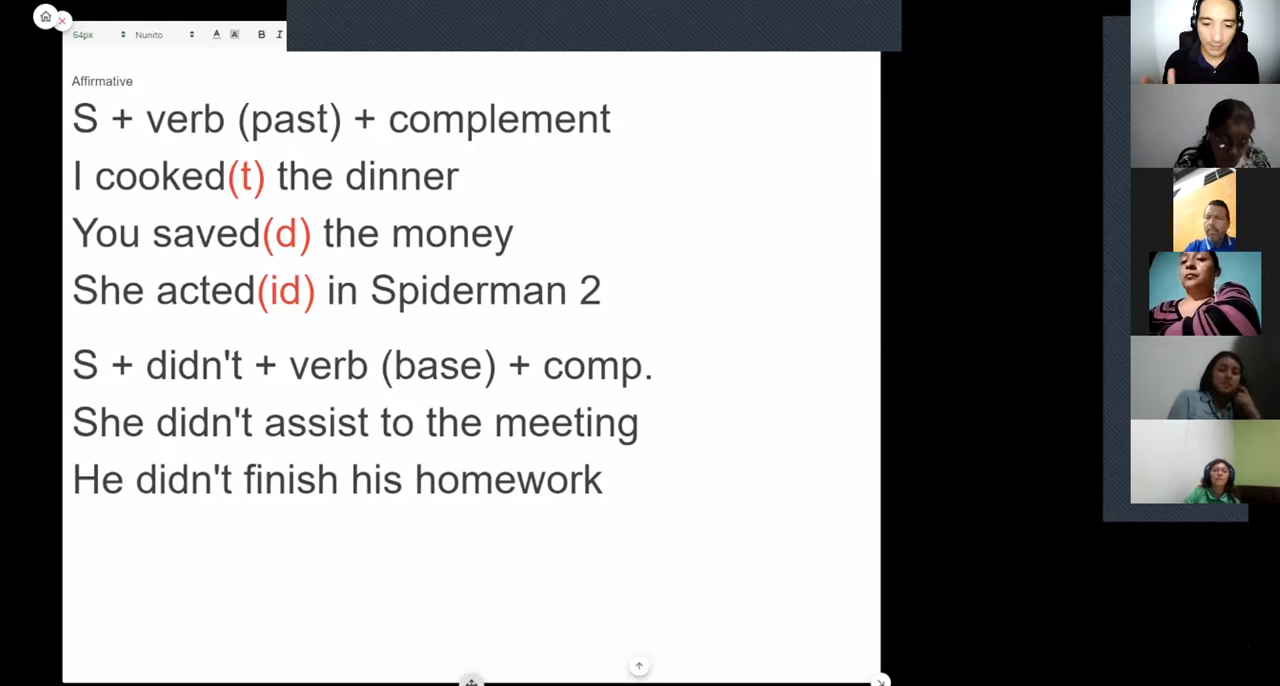 64px Nunito A A B I
Affirmative
S + verb (past) + complement
I cooked(t) the dinner
You saved(d) the money
She acted(id) in Spiderman 2
S + didn't + verb (base) + comp.
She didn't assist to the meeting
He didn't finish his homework